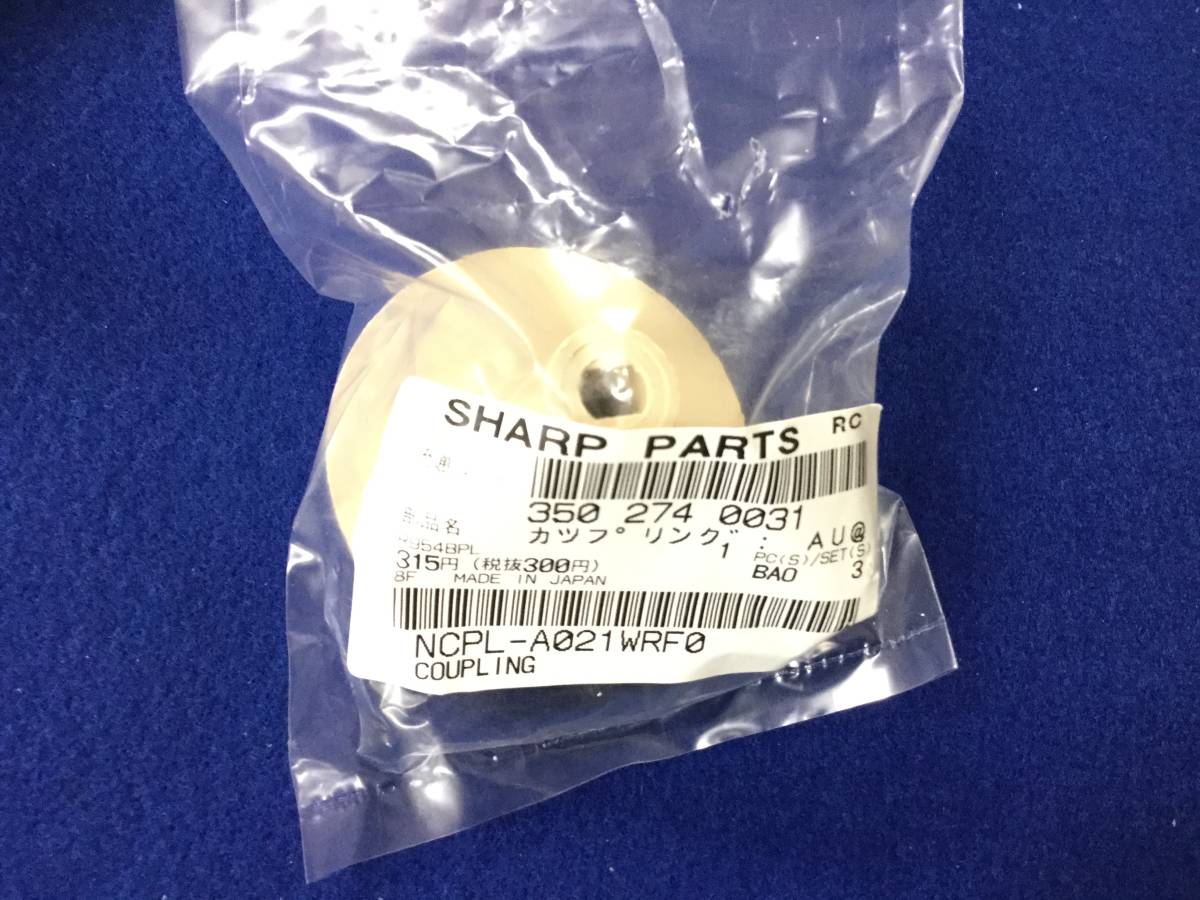 SHARP PARTS RC
350 274 0031
部品名 カツプリング : AU@
1 PC(S)/SET(S)
315円 (税抜300円) BAO 3
8F MADE IN JAPAN
NCPL-A021WRF0
COUPLING